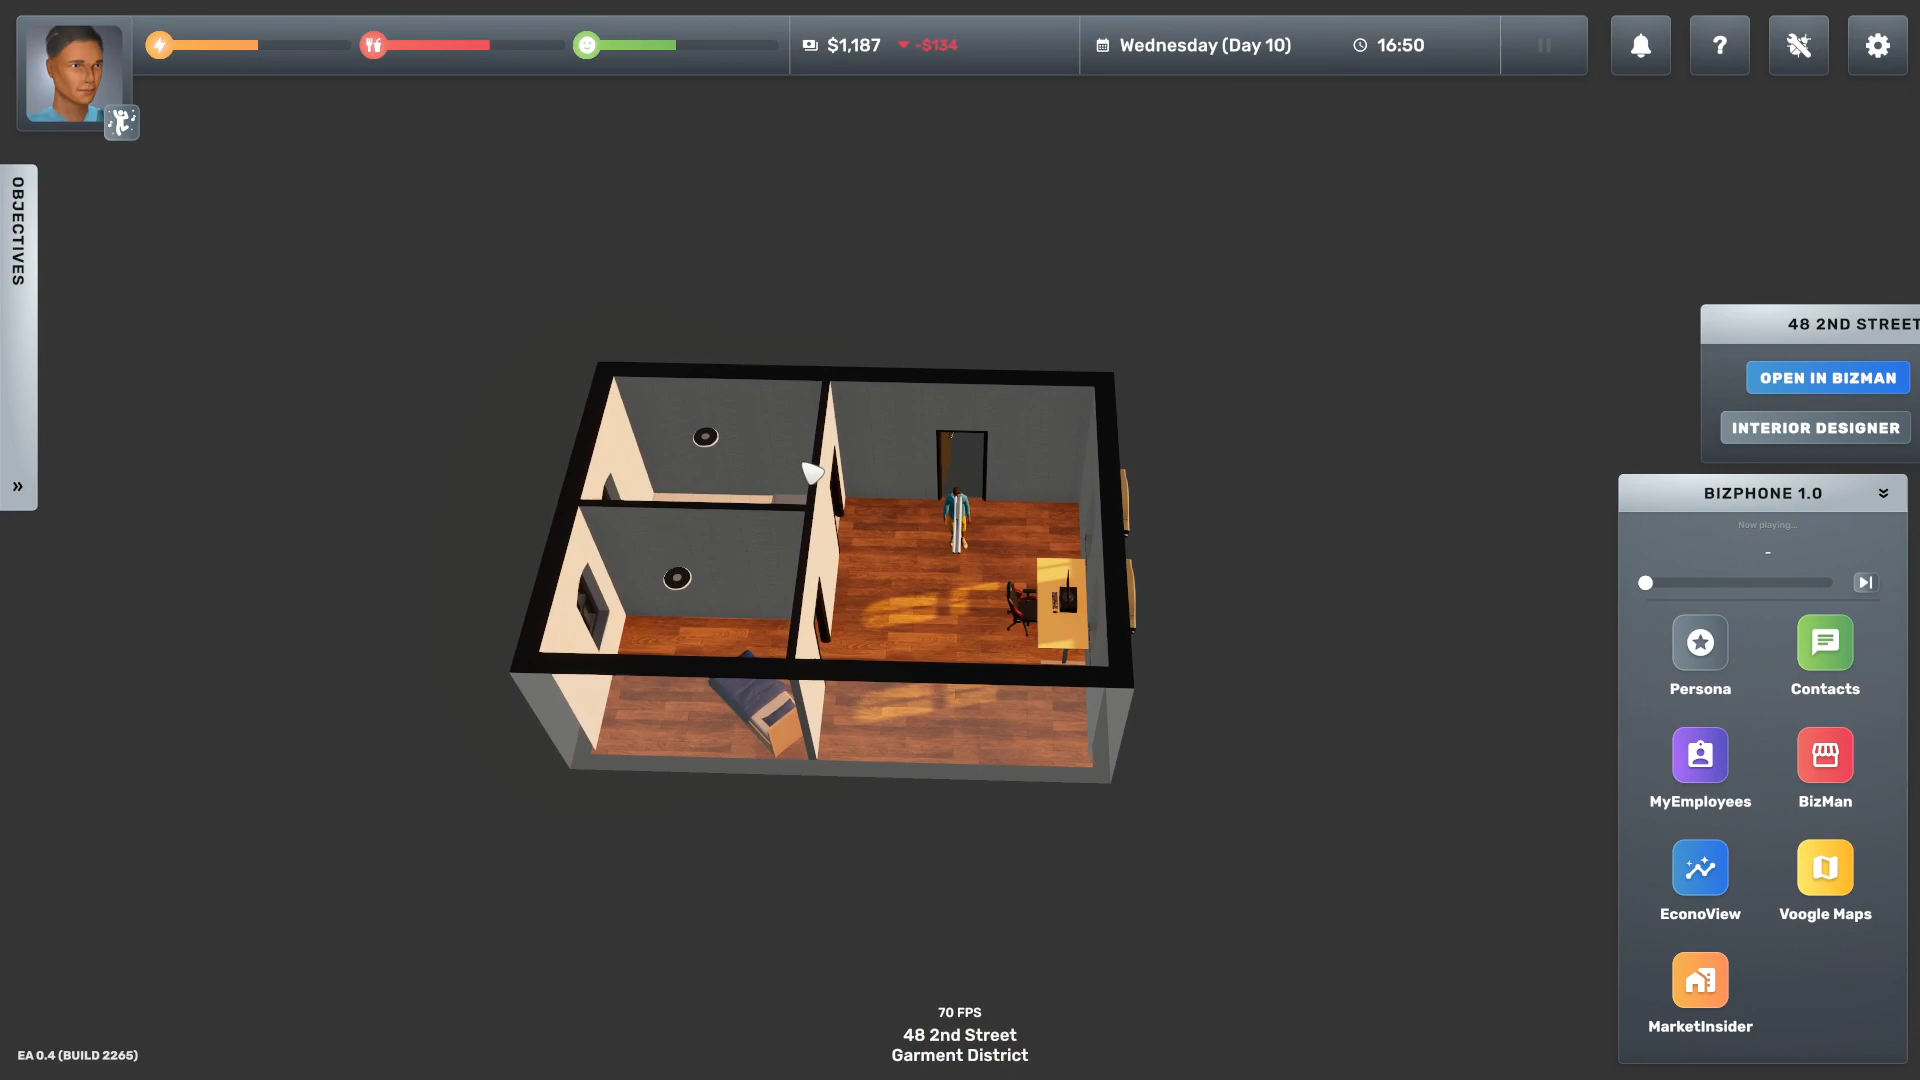 $1,187
-$134
Wednesday (Day 10)
16:50
?
OBJECTIVES
»
48 2ND STREET
OPEN IN BIZMAN
INTERIOR DESIGNER
BIZPHONE 1.0
Now playing...
-
Persona
Contacts
MyEmployees
BizMan
EconoView
Voogle Maps
MarketInsider
70 FPS
48 2nd Street
Garment District
EA 0.4 (BUILD 2265)